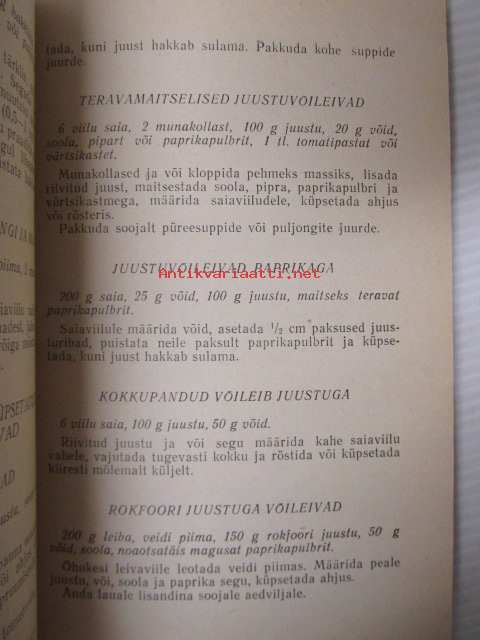 tada, kuni juust hakkab sulama. Pakkuda kohe suppide
juurde.
TERAVAMAITSELISED JUUSTUVÕILEIVAD
6 viilu saia, 2 munakollast, 100 g juustu, 20 g võid,
soola, pipart või paprikapulbrit, 1 tl. tomatipastat või
vürtsikastet.
Munakollased ja või kloppida pehmeks massiks, lisada
riivitud juust, maitsestada soola, pipra, paprikapulbri ja
vürtsikastmega, määrida saiaviiludele, küpsetada ahjus
või rösteris.
Pakkuda soojalt püreesuppide või puljongite juurde.
JUUSTUVÕILEIVAD PAPRIKAGA
Antikvariaatti.net
200 g saia, 25 g võid, 100 g juustu, maitseks teravat
paprikapulbrit.
Saiaviilule määrida võid, asetada 1/2 cm paksused juus-
turibad, puistata neile paksult paprikapulbrit ja küpse-
tada, kuni juust hakkab sulama.
KOKKUPANDUD VÕILEIB JUUSTUGA
6 viilu saia, 100 g juustu, 50 g võid.
Riivitud juustu ja või segu määrida kahe saiaviilu
vahele, vajutada tugevasti kokku ja röstida või küpsetada
kiiresti mõlemalt küljelt.
ROKFOORI JUUSTUGA VÕILEIVAD
200 g leiba, veidi piima, 150 g rokfoori juustu, 50 g
võid, soola, noaotsatäis magusat paprikapulbrit.
Õhukesi leivaviile leotada veidi piimas. Määrida peale
juustu, või, soola ja paprika segu, küpsetada ahjus.
Anda lauale lisandina soojale aedviljale.